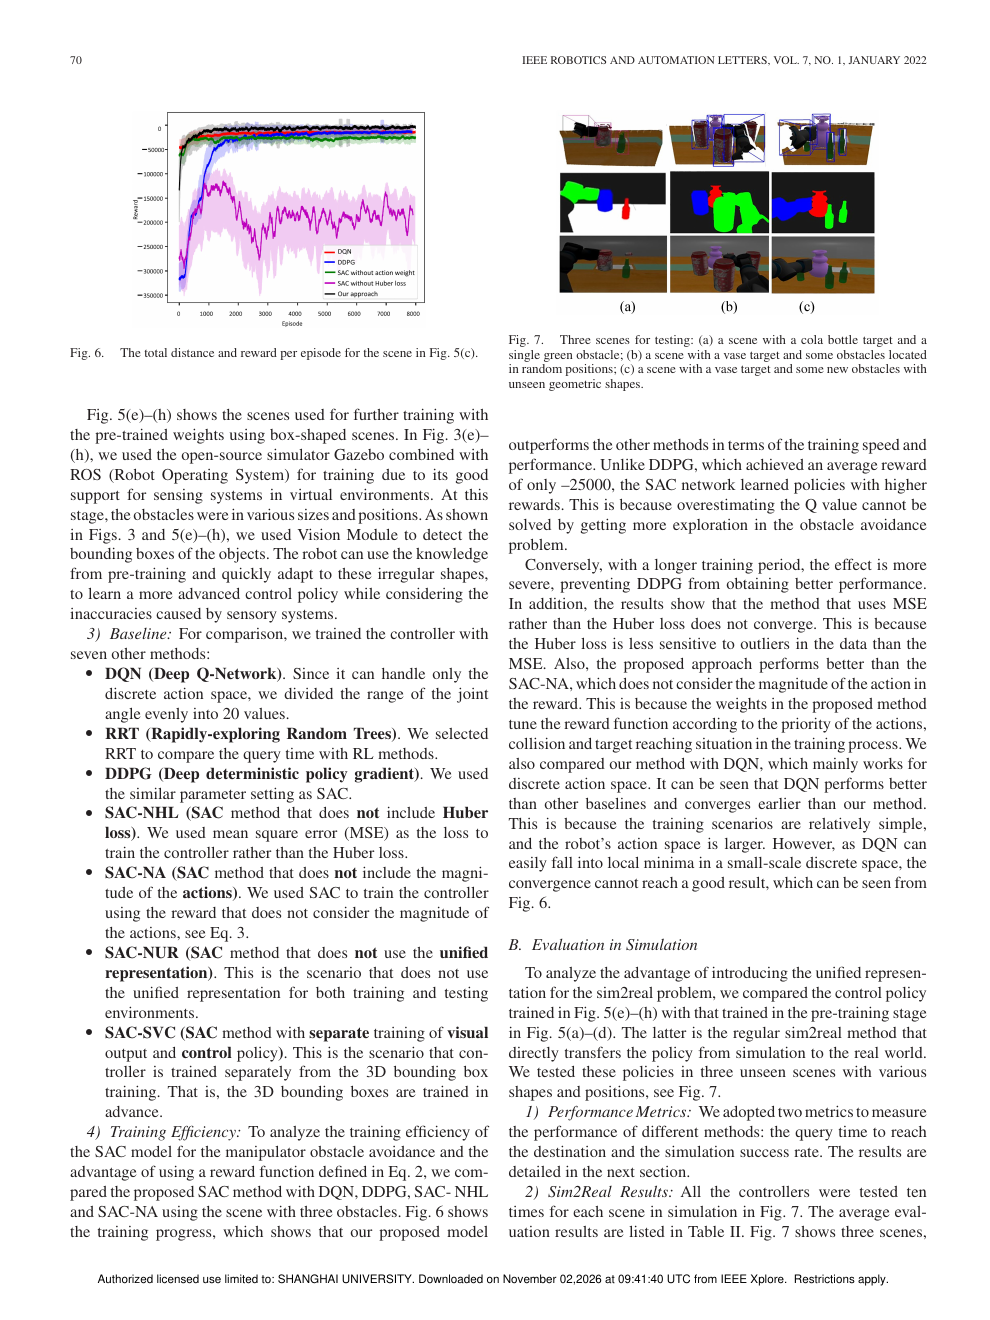 70
IEEE ROBOTICS AND AUTOMATION LETTERS, VOL. 7, NO. 1, JANUARY 2022
0
−50000
−100000
−150000
−200000
−250000
−300000
−350000
Reward
0 1000 2000 3000 4000 5000 6000 7000 8000
Episode
DQN
DDPG
SAC without action weight
SAC without Huber loss
Our approach
Fig. 6. The total distance and reward per episode for the scene in Fig. 5(c).
Fig. 5(e)–(h) shows the scenes used for further training with
the pre-trained weights using box-shaped scenes. In Fig. 3(e)–
(h), we used the open-source simulator Gazebo combined with
ROS (Robot Operating System) for training due to its good
support for sensing systems in virtual environments. At this
stage, the obstacles were in various sizes and positions. As shown
in Figs. 3 and 5(e)–(h), we used Vision Module to detect the
bounding boxes of the objects. The robot can use the knowledge
from pre-training and quickly adapt to these irregular shapes,
to learn a more advanced control policy while considering the
inaccuracies caused by sensory systems.
3) Baseline: For comparison, we trained the controller with
seven other methods:
• DQN (Deep Q-Network). Since it can handle only the
discrete action space, we divided the range of the joint
angle evenly into 20 values.
• RRT (Rapidly-exploring Random Trees). We selected
RRT to compare the query time with RL methods.
• DDPG (Deep deterministic policy gradient). We used
the similar parameter setting as SAC.
• SAC-NHL (SAC method that does not include Huber
loss). We used mean square error (MSE) as the loss to
train the controller rather than the Huber loss.
• SAC-NA (SAC method that does not include the magni-
tude of the actions). We used SAC to train the controller
using the reward that does not consider the magnitude of
the actions, see Eq. 3.
• SAC-NUR (SAC method that does not use the unified
representation). This is the scenario that does not use
the unified representation for both training and testing
environments.
• SAC-SVC (SAC method with separate training of visual
output and control policy). This is the scenario that con-
troller is trained separately from the 3D bounding box
training. That is, the 3D bounding boxes are trained in
advance.
4) Training Efficiency: To analyze the training efficiency of
the SAC model for the manipulator obstacle avoidance and the
advantage of using a reward function defined in Eq. 2, we com-
pared the proposed SAC method with DQN, DDPG, SAC- NHL
and SAC-NA using the scene with three obstacles. Fig. 6 shows
the training progress, which shows that our proposed model
(a) (b) (c)
Fig. 7. Three scenes for testing: (a) a scene with a cola bottle target and a
single green obstacle; (b) a scene with a vase target and some obstacles located
in random positions; (c) a scene with a vase target and some new obstacles with
unseen geometric shapes.
outperforms the other methods in terms of the training speed and
performance. Unlike DDPG, which achieved an average reward
of only –25000, the SAC network learned policies with higher
rewards. This is because overestimating the Q value cannot be
solved by getting more exploration in the obstacle avoidance
problem.
Conversely, with a longer training period, the effect is more
severe, preventing DDPG from obtaining better performance.
In addition, the results show that the method that uses MSE
rather than the Huber loss does not converge. This is because
the Huber loss is less sensitive to outliers in the data than the
MSE. Also, the proposed approach performs better than the
SAC-NA, which does not consider the magnitude of the action in
the reward. This is because the weights in the proposed method
tune the reward function according to the priority of the actions,
collision and target reaching situation in the training process. We
also compared our method with DQN, which mainly works for
discrete action space. It can be seen that DQN performs better
than other baselines and converges earlier than our method.
This is because the training scenarios are relatively simple,
and the robot's action space is larger. However, as DQN can
easily fall into local minima in a small-scale discrete space, the
convergence cannot reach a good result, which can be seen from
Fig. 6.
B. Evaluation in Simulation
To analyze the advantage of introducing the unified represen-
tation for the sim2real problem, we compared the control policy
trained in Fig. 5(e)–(h) with that trained in the pre-training stage
in Fig. 5(a)–(d). The latter is the regular sim2real method that
directly transfers the policy from simulation to the real world.
We tested these policies in three unseen scenes with various
shapes and positions, see Fig. 7.
1) Performance Metrics: We adopted two metrics to measure
the performance of different methods: the query time to reach
the destination and the simulation success rate. The results are
detailed in the next section.
2) Sim2Real Results: All the controllers were tested ten
times for each scene in simulation in Fig. 7. The average eval-
uation results are listed in Table II. Fig. 7 shows three scenes,
Authorized licensed use limited to: SHANGHAI UNIVERSITY. Downloaded on November 02,2026 at 09:41:40 UTC from IEEE Xplore. Restrictions apply.